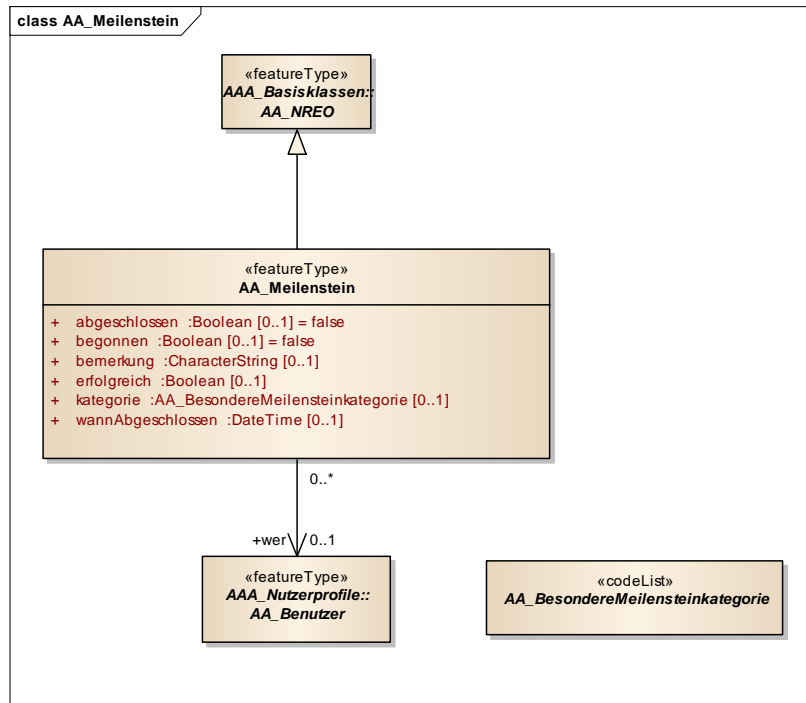 class AA_Meilenstein
«featureType»
AAA_Basisklassen::
AA_NREO
«featureType»
AA_Meilenstein
+ abgeschlossen :Boolean [0..1] = false
+ begonnen :Boolean [0..1] = false
+ bemerkung :CharacterString [0..1]
+ erfolgreich :Boolean [0..1]
+ kategorie :AA_BesondereMeilensteinkategorie [0..1]
+ wannAbgeschlossen :DateTime [0..1]
0..*
+wer 0..1
«featureType»
AAA_Nutzerprofile::
AA_Benutzer
«codeList»
AA_BesondereMeilensteinkategorie